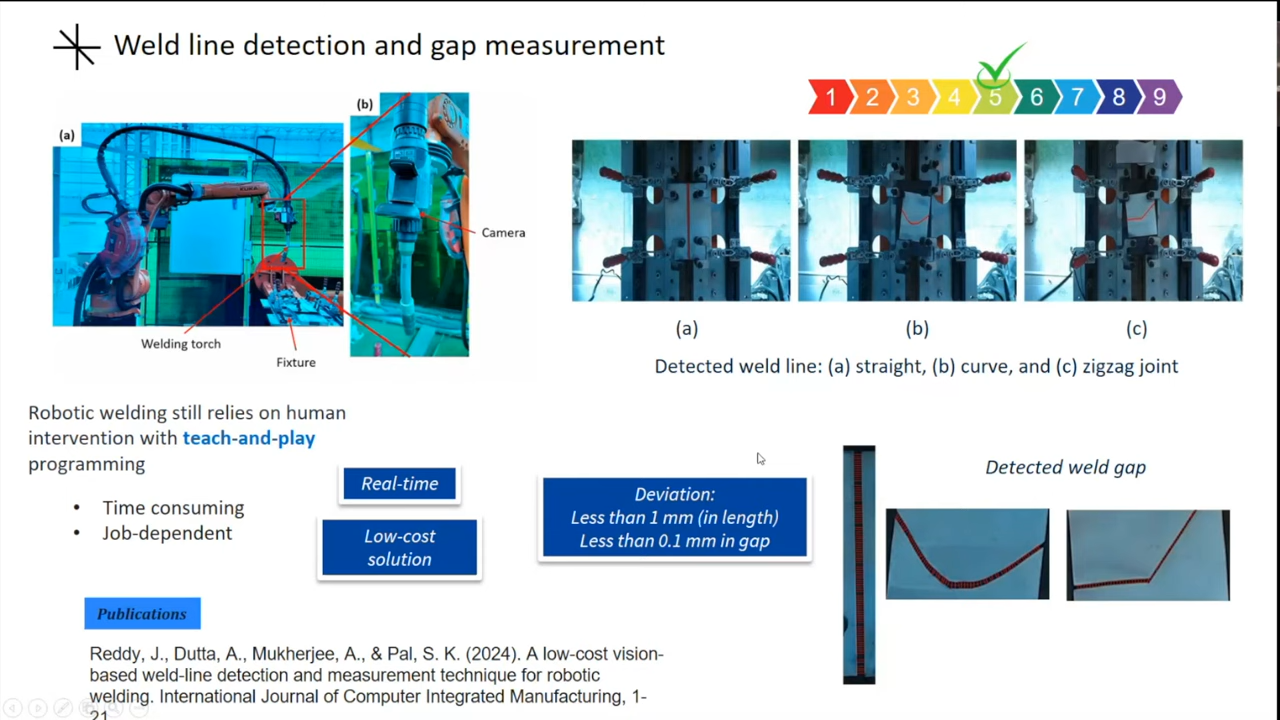 Weld line detection and gap measurement
1 2 3 4 5 6 7 8 9
(a)
(b)
KUKA
Camera
Welding torch
Fixture
(a) (b) (c)
Detected weld line: (a) straight, (b) curve, and (c) zigzag joint
Robotic welding still relies on human
intervention with teach-and-play
programming
• Time consuming
• Job-dependent
Real-time
Low-cost
solution
Deviation:
Less than 1 mm (in length)
Less than 0.1 mm in gap
Detected weld gap
Publications
Reddy, J., Dutta, A., Mukherjee, A., & Pal, S. K. (2024). A low-cost vision-
based weld-line detection and measurement technique for robotic
welding. International Journal of Computer Integrated Manufacturing, 1-
21.